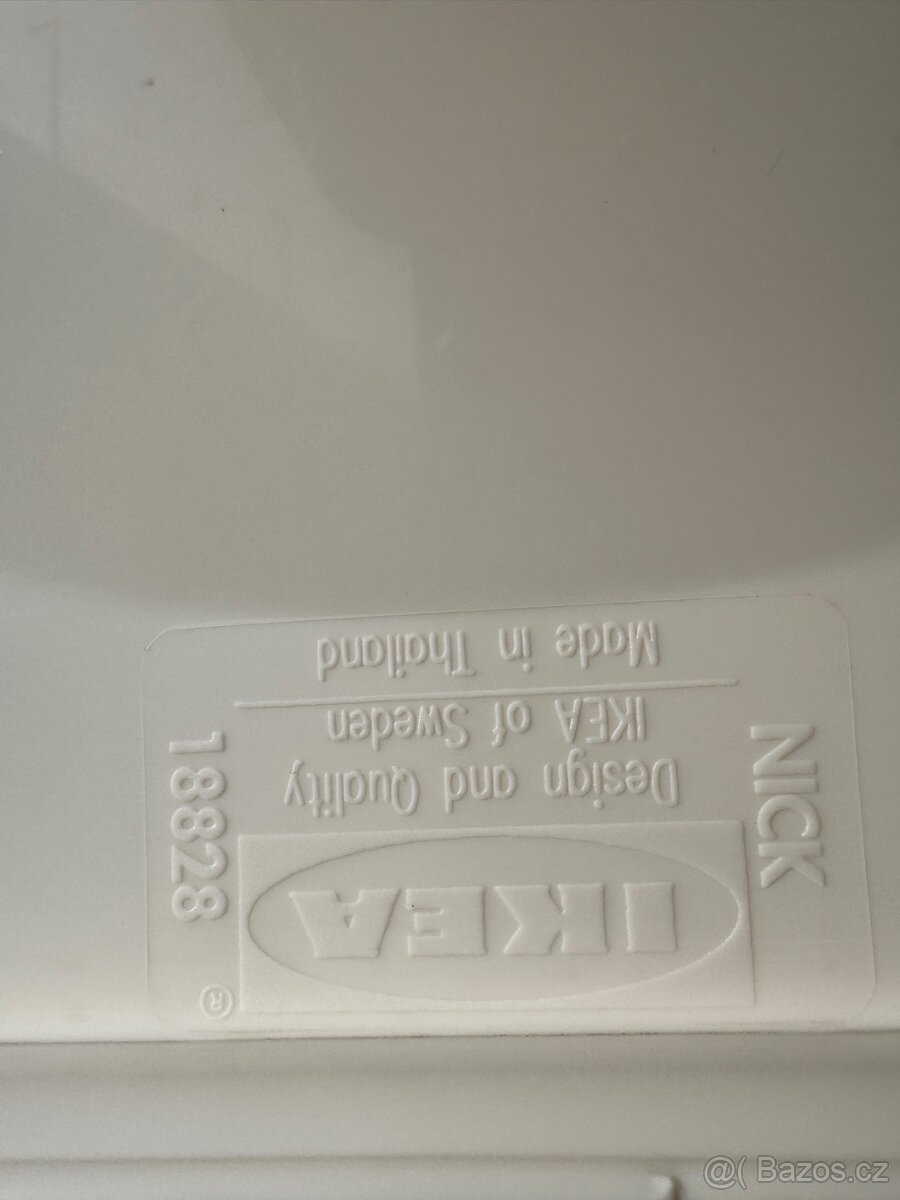 IKEA
®
Design and Quality
IKEA of Sweden
Made in Thailand
NICK
18828
@( Bazos.cz